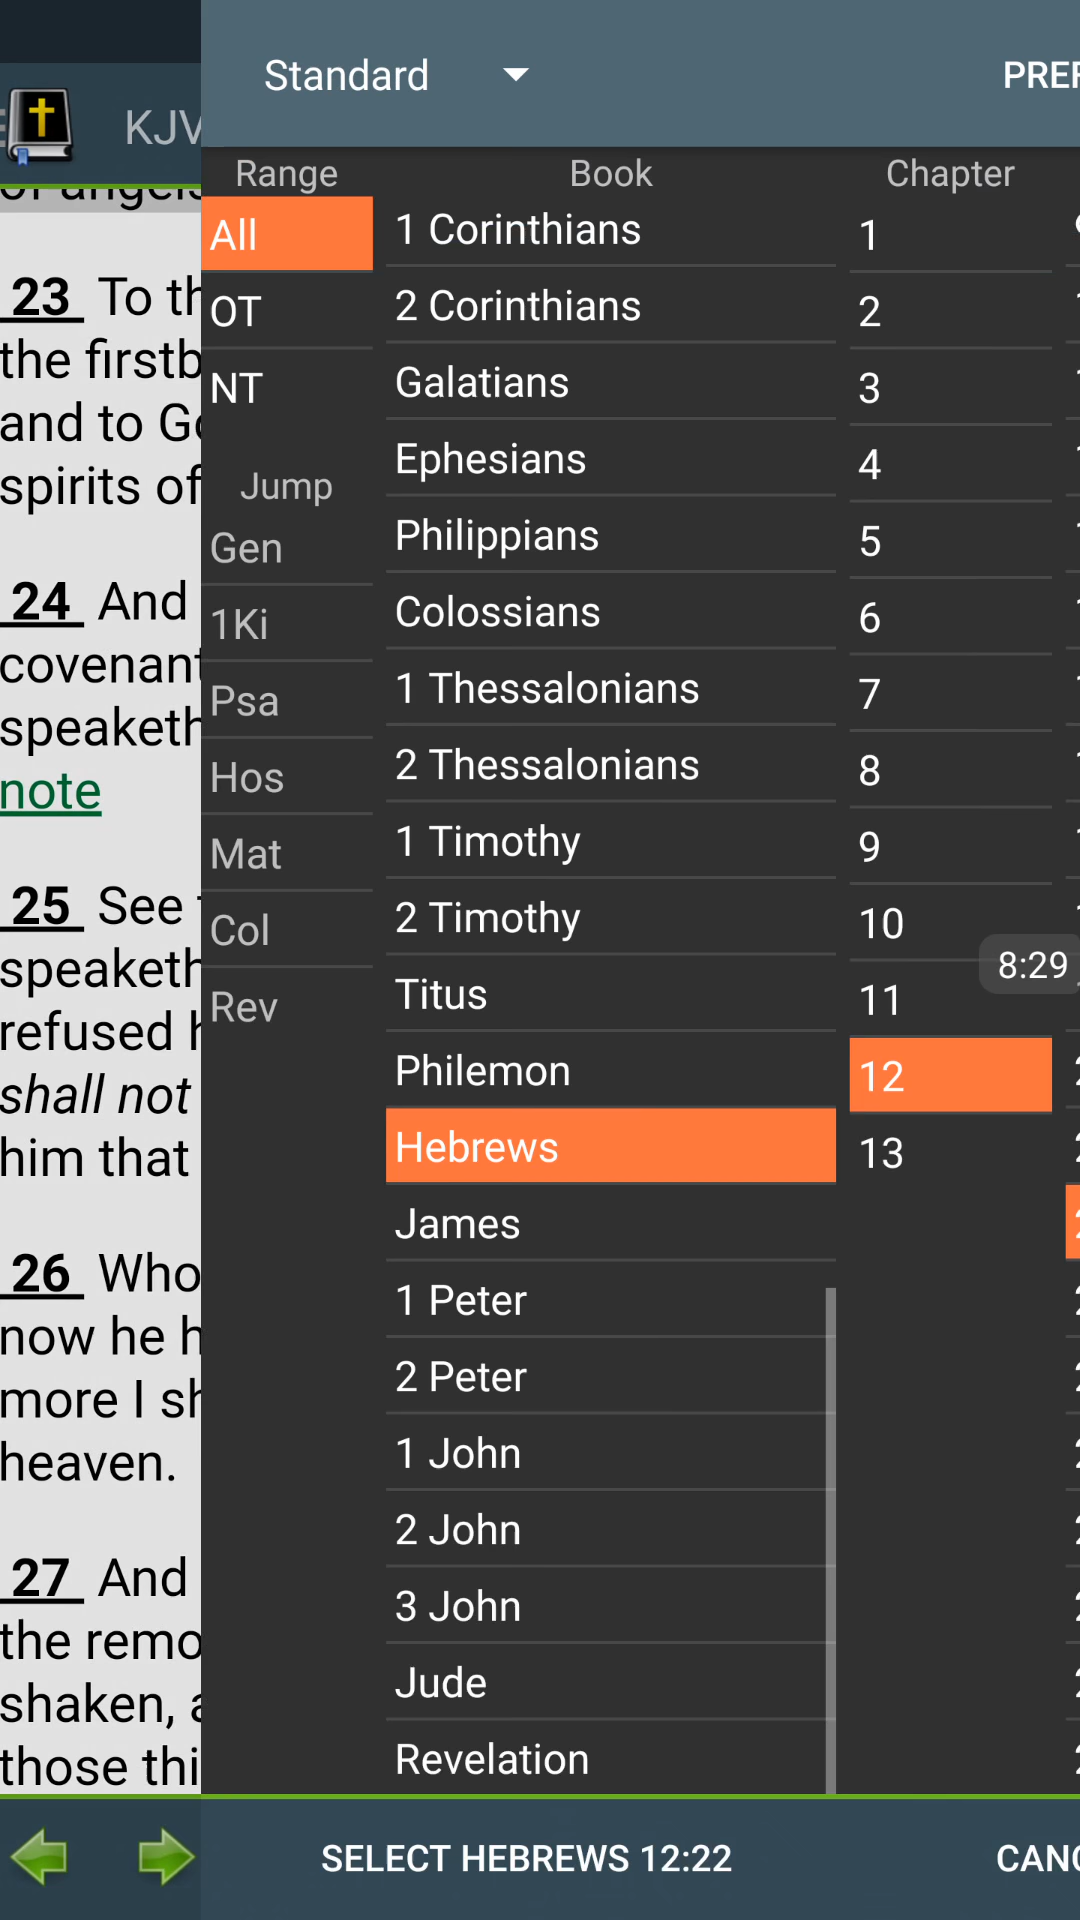 Standard
PREF
KJV
Range
Book
Chapter
All
OT
NT
Jump
Gen
1Ki
Psa
Hos
Mat
Col
Rev
1 Corinthians
2 Corinthians
Galatians
Ephesians
Philippians
Colossians
1 Thessalonians
2 Thessalonians
1 Timothy
2 Timothy
Titus
Philemon
Hebrews
James
1 Peter
2 Peter
1 John
2 John
3 John
Jude
Revelation
1
2
3
4
5
6
7
8
9
10
11
12
13
8:29
of angels
23 To th
the firstb
and to Go
spirits of
24 And
covenant
speaketh
note
25 See
speaketh
refused h
shall not
him that
26 Who
now he h
more I sh
heaven.
27 And
the remo
shaken, a
those thi
SELECT HEBREWS 12:22
CANC